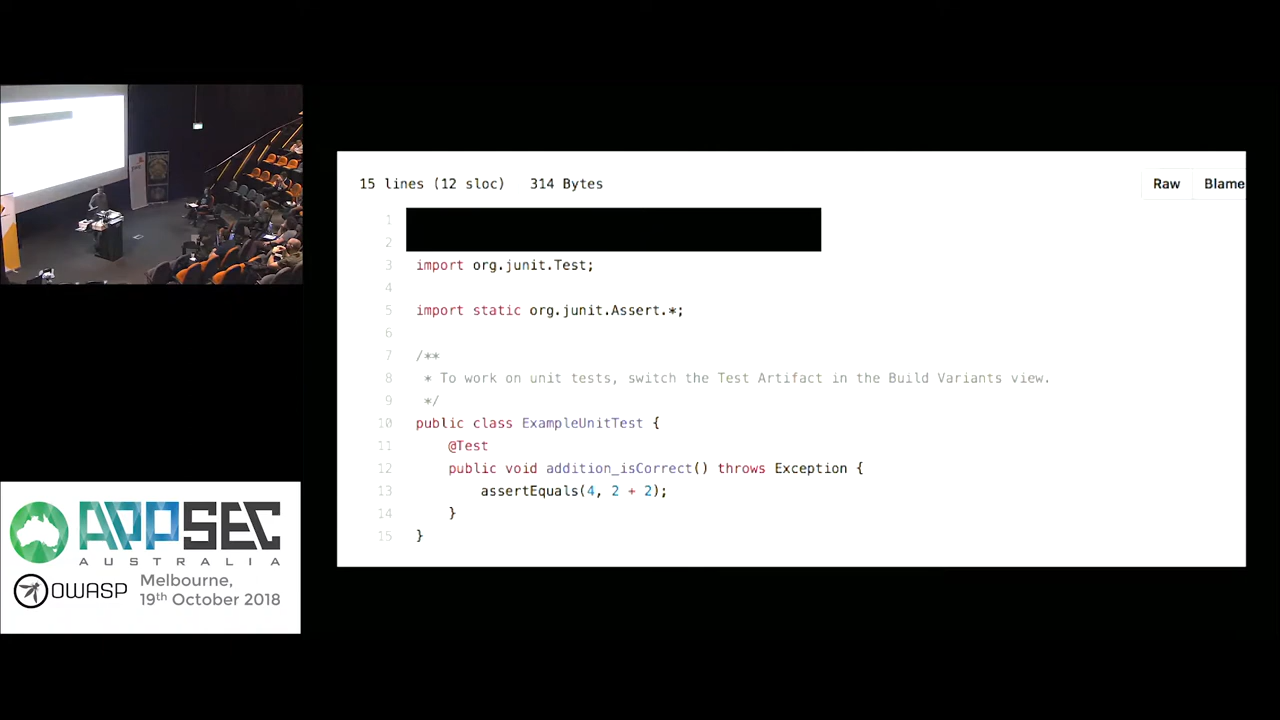 15 lines (12 sloc) 314 Bytes
Raw
Blame
1
2
3 import org.junit.Test;
4
5 import static org.junit.Assert.*;
6
7 /**
8 * To work on unit tests, switch the Test Artifact in the Build Variants view.
9 */
10 public class ExampleUnitTest {
11 @Test
12 public void addition_isCorrect() throws Exception {
13 assertEquals(4, 2 + 2);
14 }
15 }
APPSEC
AUSTRALIA
OWASP
Melbourne,
19th October 2018